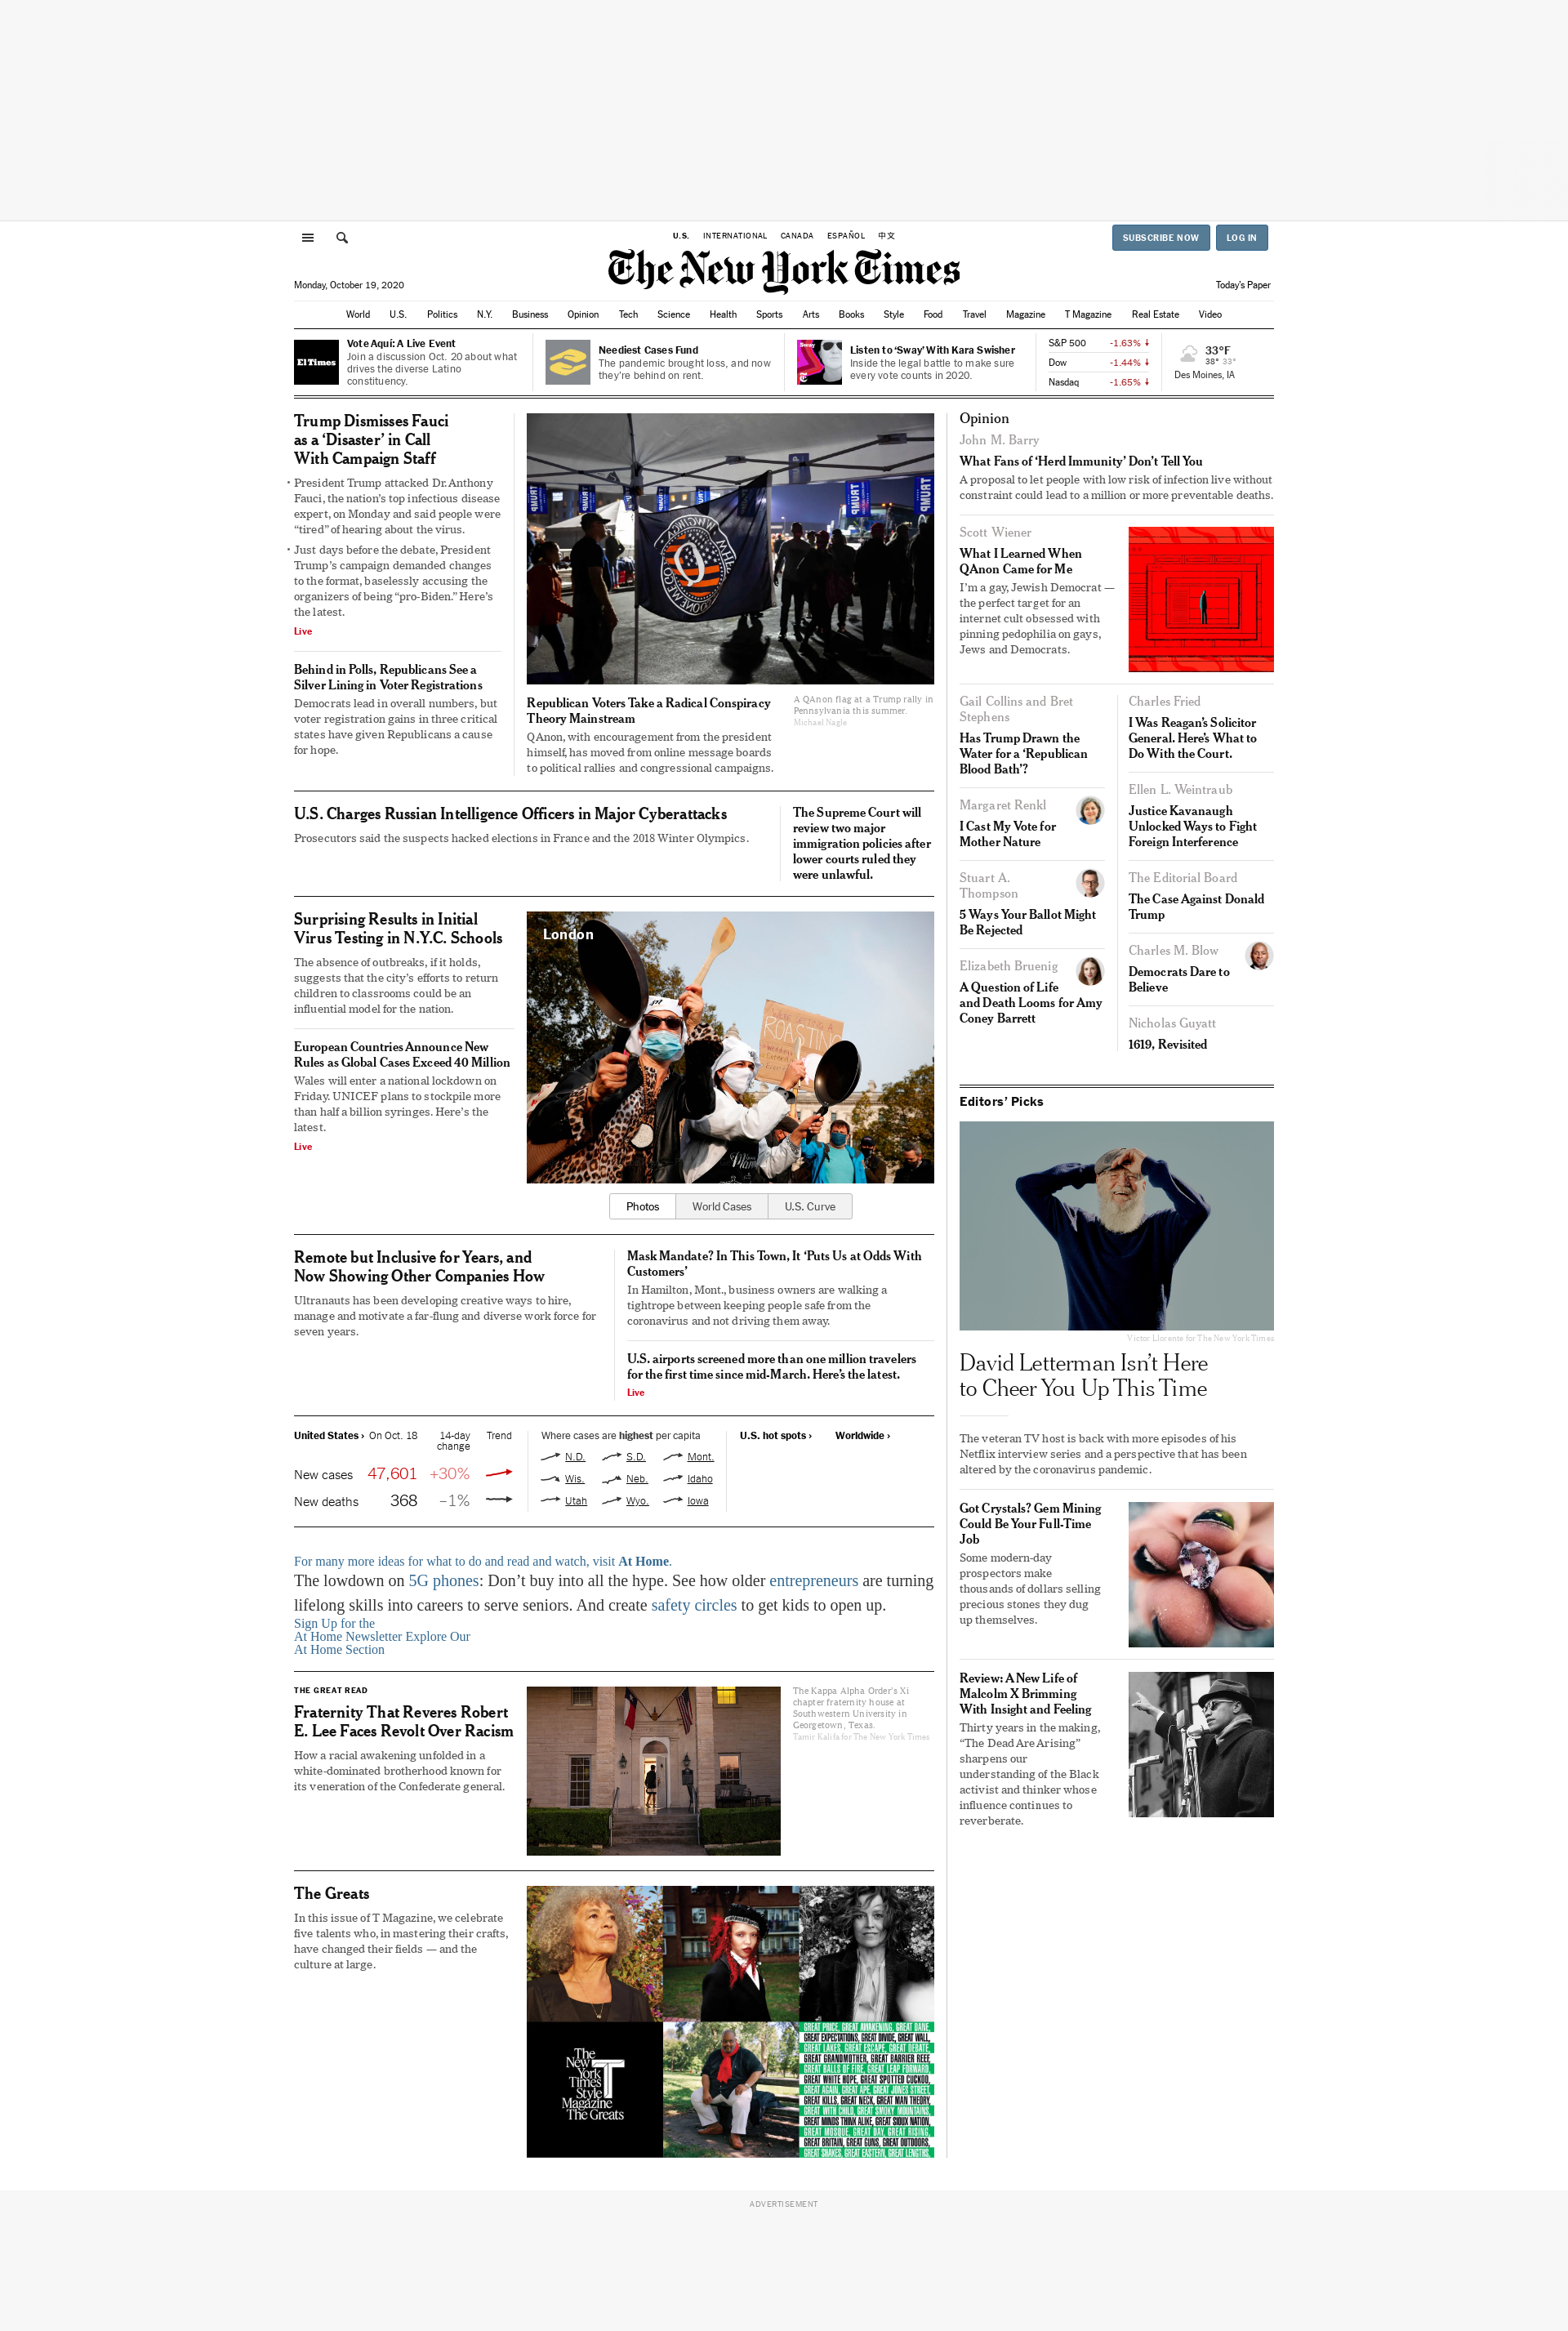 U.S. INTERNATIONAL CANADA ESPAÑOL 中文
SUBSCRIBE NOW LOG IN
The New York Times
Monday, October 19, 2020
Today's Paper
World U.S. Politics N.Y. Business Opinion Tech Science Health Sports Arts Books Style Food Travel Magazine T Magazine Real Estate Video
El Times
Vote Aquí: A Live Event
Join a discussion Oct. 20 about what
drives the diverse Latino
constituency.
Neediest Cases Fund
The pandemic brought loss, and now
they're behind on rent.
Sway
Listen to ‘Sway’ With Kara Swisher
Inside the legal battle to make sure
every vote counts in 2020.
S&P 500 -1.63%
Dow -1.44%
Nasdaq -1.65%
33°F
38° 33°
Des Moines, IA
Trump Dismisses Fauci
as a ‘Disaster’ in Call
With Campaign Staff
• President Trump attacked Dr. Anthony
Fauci, the nation’s top infectious disease
expert, on Monday and said people were
“tired” of hearing about the virus.
• Just days before the debate, President
Trump’s campaign demanded changes
to the format, baselessly accusing the
organizers of being “pro-Biden.” Here’s
the latest.
Live
Behind in Polls, Republicans See a
Silver Lining in Voter Registrations
Democrats lead in overall numbers, but
voter registration gains in three critical
states have given Republicans a cause
for hope.
Republican Voters Take a Radical Conspiracy
Theory Mainstream
QAnon, with encouragement from the president
himself, has moved from online message boards
to political rallies and congressional campaigns.
A QAnon flag at a Trump rally in
Pennsylvania this summer.
Michael Nagle
U.S. Charges Russian Intelligence Officers in Major Cyberattacks
Prosecutors said the suspects hacked elections in France and the 2018 Winter Olympics.
The Supreme Court will
review two major
immigration policies after
lower courts ruled they
were unlawful.
Surprising Results in Initial
Virus Testing in N.Y.C. Schools
The absence of outbreaks, if it holds,
suggests that the city’s efforts to return
children to classrooms could be an
influential model for the nation.
European Countries Announce New
Rules as Global Cases Exceed 40 Million
Wales will enter a national lockdown on
Friday. UNICEF plans to stockpile more
than half a billion syringes. Here’s the
latest.
Live
London
ROASTING
Photos World Cases U.S. Curve
Remote but Inclusive for Years, and
Now Showing Other Companies How
Ultranauts has been developing creative ways to hire,
manage and motivate a far-flung and diverse work force for
seven years.
Mask Mandate? In This Town, It ‘Puts Us at Odds With
Customers’
In Hamilton, Mont., business owners are walking a
tightrope between keeping people safe from the
coronavirus and not driving them away.
U.S. airports screened more than one million travelers
for the first time since mid-March. Here’s the latest.
Live
United States › On Oct. 18 14-day
change Trend
New cases 47,601 +30%
New deaths 368 –1%
Where cases are highest per capita
N.D. S.D. Mont.
Wis. Neb. Idaho
Utah Wyo. Iowa
U.S. hot spots › Worldwide ›
For many more ideas for what to do and read and watch, visit At Home.
The lowdown on 5G phones: Don’t buy into all the hype. See how older entrepreneurs are turning
lifelong skills into careers to serve seniors. And create safety circles to get kids to open up.
Sign Up for the
At Home Newsletter Explore Our
At Home Section
THE GREAT READ
Fraternity That Reveres Robert
E. Lee Faces Revolt Over Racism
How a racial awakening unfolded in a
white-dominated brotherhood known for
its veneration of the Confederate general.
The Kappa Alpha Order’s Xi
chapter fraternity house at
Southwestern University in
Georgetown, Texas.
Tamir Kalifa for The New York Times
The Greats
In this issue of T Magazine, we celebrate
five talents who, in mastering their crafts,
have changed their fields — and the
culture at large.
The
New
York
Times
Style
Magazine
The Greats
T
GREAT PRICE, GREAT AWAKENING, GREAT DARE,
GREAT EXPECTATIONS, GREAT DIVIDE, GREAT WALL,
GREAT LAKES, GREAT ESCAPE, GREAT DEBATE,
GREAT GRANDMOTHER, GREAT BARRIER REEF,
GREAT BALLS OF FIRE, GREAT LEAP FORWARD,
GREAT WHITE HOPE, GREAT SPOTTED CUCKOO,
GREAT AGAIN, GREAT APE, GREAT JONES STREET,
GREAT KILLS, GREAT NECK, GREAT MAN THEORY,
GREAT WITH CHILD, GREAT SMOKY MOUNTAINS,
GREAT MINDS THINK ALIKE, GREAT SIOUX NATION,
GREAT MOSQUE, GREAT DAY, GREAT RISING,
GREAT BRITAIN, GREAT GUNS, GREAT OUTDOORS,
GREAT SNAKES, GREAT EASTERN, GREAT LENGTHS,
Opinion
John M. Barry
What Fans of ‘Herd Immunity’ Don’t Tell You
A proposal to let people with low risk of infection live without
constraint could lead to a million or more preventable deaths.
Scott Wiener
What I Learned When
QAnon Came for Me
I’m a gay, Jewish Democrat —
the perfect target for an
internet cult obsessed with
pinning pedophilia on gays,
Jews and Democrats.
Gail Collins and Bret
Stephens
Has Trump Drawn the
Water for a ‘Republican
Blood Bath’?
Margaret Renkl
I Cast My Vote for
Mother Nature
Stuart A.
Thompson
5 Ways Your Ballot Might
Be Rejected
Elizabeth Bruenig
A Question of Life
and Death Looms for Amy
Coney Barrett
Charles Fried
I Was Reagan’s Solicitor
General. Here’s What to
Do With the Court.
Ellen L. Weintraub
Justice Kavanaugh
Unlocked Ways to Fight
Foreign Interference
The Editorial Board
The Case Against Donald
Trump
Charles M. Blow
Democrats Dare to
Believe
Nicholas Guyatt
1619, Revisited
Editors’ Picks
Victor Llorente for The New York Times
David Letterman Isn’t Here
to Cheer You Up This Time
The veteran TV host is back with more episodes of his
Netflix interview series and a perspective that has been
altered by the coronavirus pandemic.
Got Crystals? Gem Mining
Could Be Your Full-Time
Job
Some modern-day
prospectors make
thousands of dollars selling
precious stones they dug
up themselves.
Review: A New Life of
Malcolm X Brimming
With Insight and Feeling
Thirty years in the making,
“The Dead Are Arising”
sharpens our
understanding of the Black
activist and thinker whose
influence continues to
reverberate.
ADVERTISEMENT